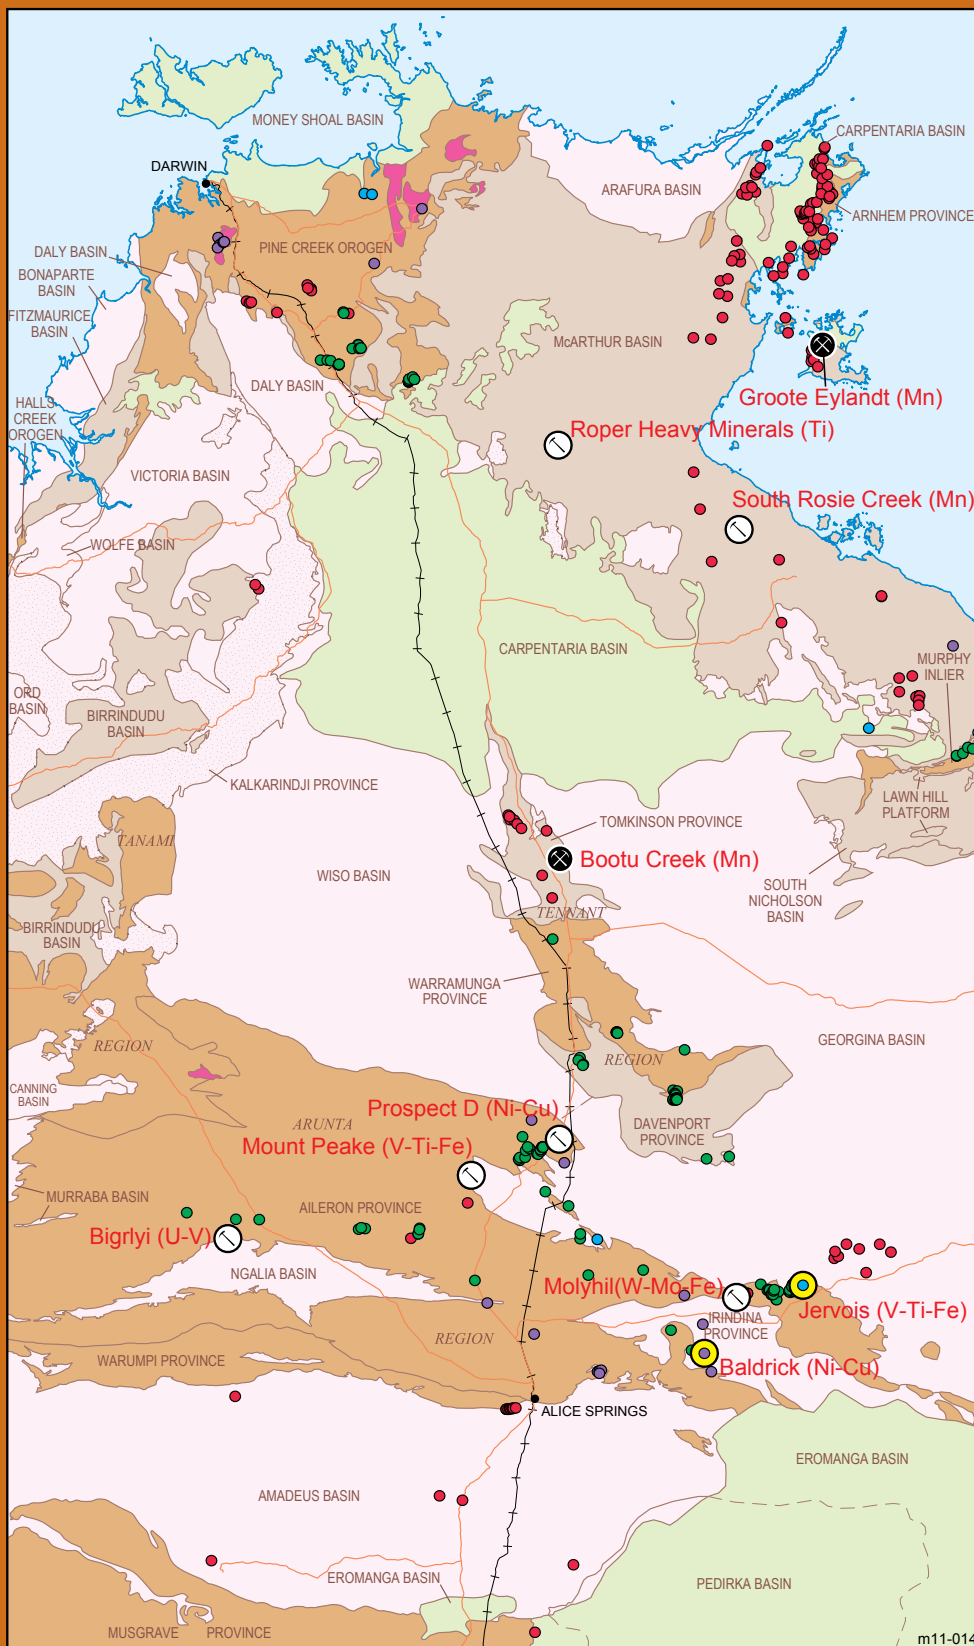 MONEY SHOAL BASIN
CARPENTARIA BASIN
DARWIN
ARAFURA BASIN
ARNHEM PROVINCE
DALY BASIN
PINE CREEK OROGEN
BONAPARTE
BASIN
FITZMAURICE
BASIN
McARTHUR BASIN
DALY BASIN
Groote Eylandt (Mn)
HALLS
CREEK
OROGEN
Roper Heavy Minerals (Ti)
VICTORIA BASIN
South Rosie Creek (Mn)
WOLFE BASIN
CARPENTARIA BASIN
MURPHY
INLIER
ORD
BASIN
BIRRINDUDU
BASIN
KALKARINDJI PROVINCE
LAWN HILL
PLATFORM
TOMKINSON PROVINCE
TANAMI
Bootu Creek (Mn)
WISO BASIN
SOUTH
NICHOLSON
BASIN
TENNANT
BIRRINDUDU
BASIN
WARRAMUNGA
PROVINCE
GEORGINA BASIN
REGION
REGION
CANNING
BASIN
Prospect D (Ni-Cu)
ARUNTA
DAVENPORT
PROVINCE
Mount Peake (V-Ti-Fe)
MURRABA BASIN
AILERON PROVINCE
Bigrlyi (U-V)
NGALIA BASIN
Molyhil(W-Mo-Fe)
Jervois (V-Ti-Fe)
IRINDINA
PROVINCE
REGION
WARUMPI PROVINCE
Baldrick (Ni-Cu)
ALICE SPRINGS
EROMANGA BASIN
AMADEUS BASIN
EROMANGA BASIN
PEDIRKA BASIN
MUSGRAVE PROVINCE
m11-014